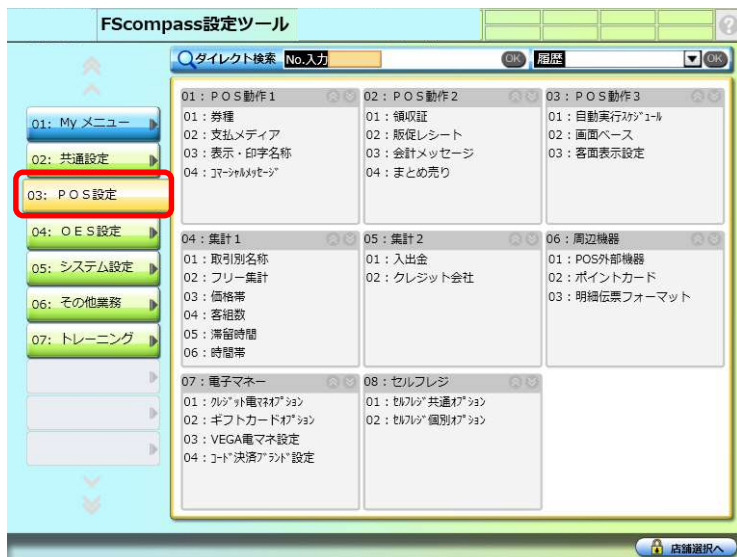 FScompass設定ツール
ダイレクト検索 No.入力 OK 履歴 OK
01: My メニュー
02: 共通設定
03: POS設定
04: OES設定
05: システム設定
06: その他業務
07: トレーニング
01:POS動作1
01:券種
02:支払メディア
03:表示・印字名称
04:ｺﾏｰｼｬﾙﾒｯｾｰｼﾞ
02:POS動作2
01:領収証
02:販促レシート
03:会計メッセージ
04:まとめ売り
03:POS動作3
01:自動実行ｽｹｼﾞｭｰﾙ
02:画面ベース
03:客面表示設定
04:集計1
01:取引別名称
02:フリー集計
03:価格帯
04:客組数
05:滞留時間
06:時間帯
05:集計2
01:入出金
02:クレジット会社
06:周辺機器
01:POS外部機器
02:ポイントカード
03:明細伝票フォーマット
07:電子マネー
01:ｸﾚｼﾞｯﾄ電ﾏﾈｵﾌﾟｼｮﾝ
02:ギフトカードｵﾌﾟｼｮﾝ
03:VEGA電マネ設定
04:ｺｰﾄﾞ決済ﾌﾞﾗﾝﾄﾞ設定
08:セルフレジ
01:ｾﾙﾌﾚｼﾞ共通ｵﾌﾟｼｮﾝ
02:ｾﾙﾌﾚｼﾞ個別ｵﾌﾟｼｮﾝ
店舗選択へ